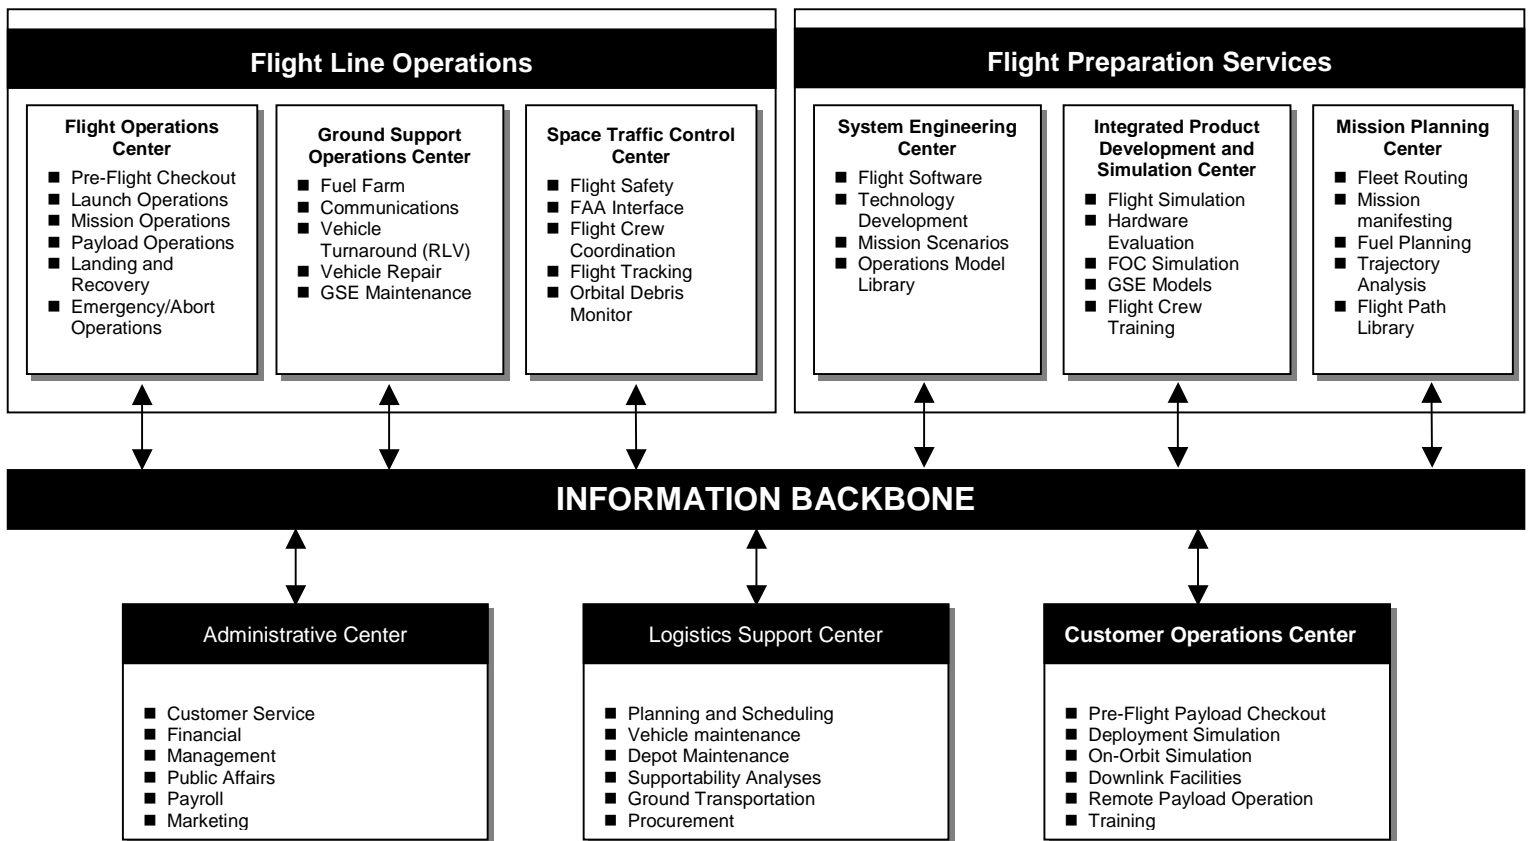 Flight Line Operations
Flight Operations
Center
■ Pre-Flight Checkout
■ Launch Operations
■ Mission Operations
■ Payload Operations
■ Landing and
Recovery
■ Emergency/Abort
Operations
Ground Support
Operations Center
■ Fuel Farm
■ Communications
■ Vehicle
Turnaround (RLV)
■ Vehicle Repair
■ GSE Maintenance
Space Traffic Control
Center
■ Flight Safety
■ FAA Interface
■ Flight Crew
Coordination
■ Flight Tracking
■ Orbital Debris
Monitor
Flight Preparation Services
System Engineering
Center
■ Flight Software
■ Technology
Development
■ Mission Scenarios
■ Operations Model
Library
Integrated Product
Development and
Simulation Center
■ Flight Simulation
■ Hardware
Evaluation
■ FOC Simulation
■ GSE Models
■ Flight Crew
Training
Mission Planning
Center
■ Fleet Routing
■ Mission
manifesting
■ Fuel Planning
■ Trajectory
Analysis
■ Flight Path
Library
INFORMATION BACKBONE
Administrative Center
■ Customer Service
■ Financial
■ Management
■ Public Affairs
■ Payroll
■ Marketing
Logistics Support Center
■ Planning and Scheduling
■ Vehicle maintenance
■ Depot Maintenance
■ Supportability Analyses
■ Ground Transportation
■ Procurement
Customer Operations Center
■ Pre-Flight Payload Checkout
■ Deployment Simulation
■ On-Orbit Simulation
■ Downlink Facilities
■ Remote Payload Operation
■ Training